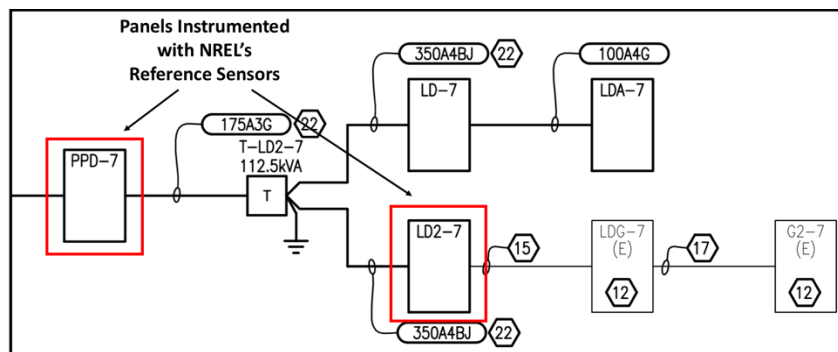 Panels Instrumented
with NREL's
Reference Sensors
350A4BJ 22
100A4G
LD-7
LDA-7
175A3G 22
T-LD2-7
112.5kVA
PPD-7
T
LD2-7
15
LDG-7
(E)
17
G2-7
(E)
12
12
350A4BJ 22